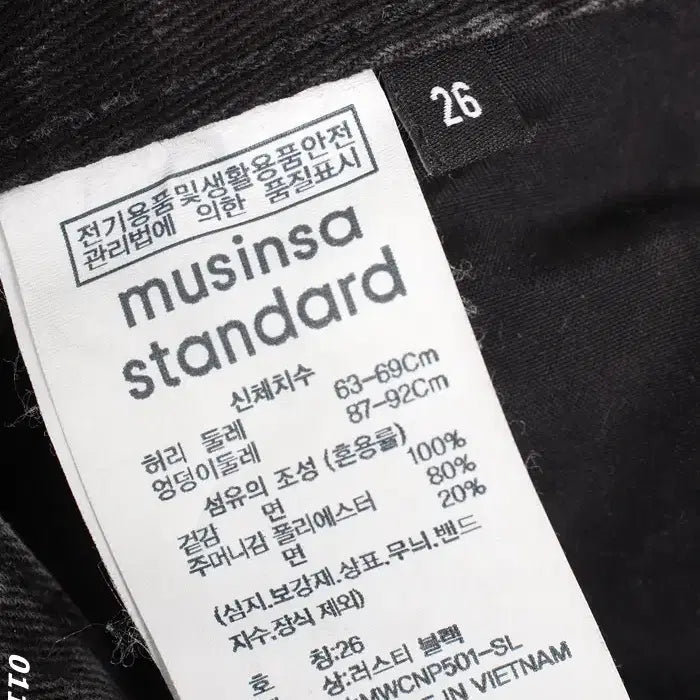 26
전기용품및생활용품안전
관리법에 의한 품질표시
musinsa
standard
신체치수
허리 둘레 63-69Cm
엉덩이둘레 87-92Cm
섬유의 조성 (혼용률)
겉감 면 100%
주머니감 폴리에스터 80%
면 20%
(심지.보강재.상표.무늬.밴드
자수.장식 제외)
호 칭:26
상:러스티 블랙
MWCNP501-SL
IN VIETNAM